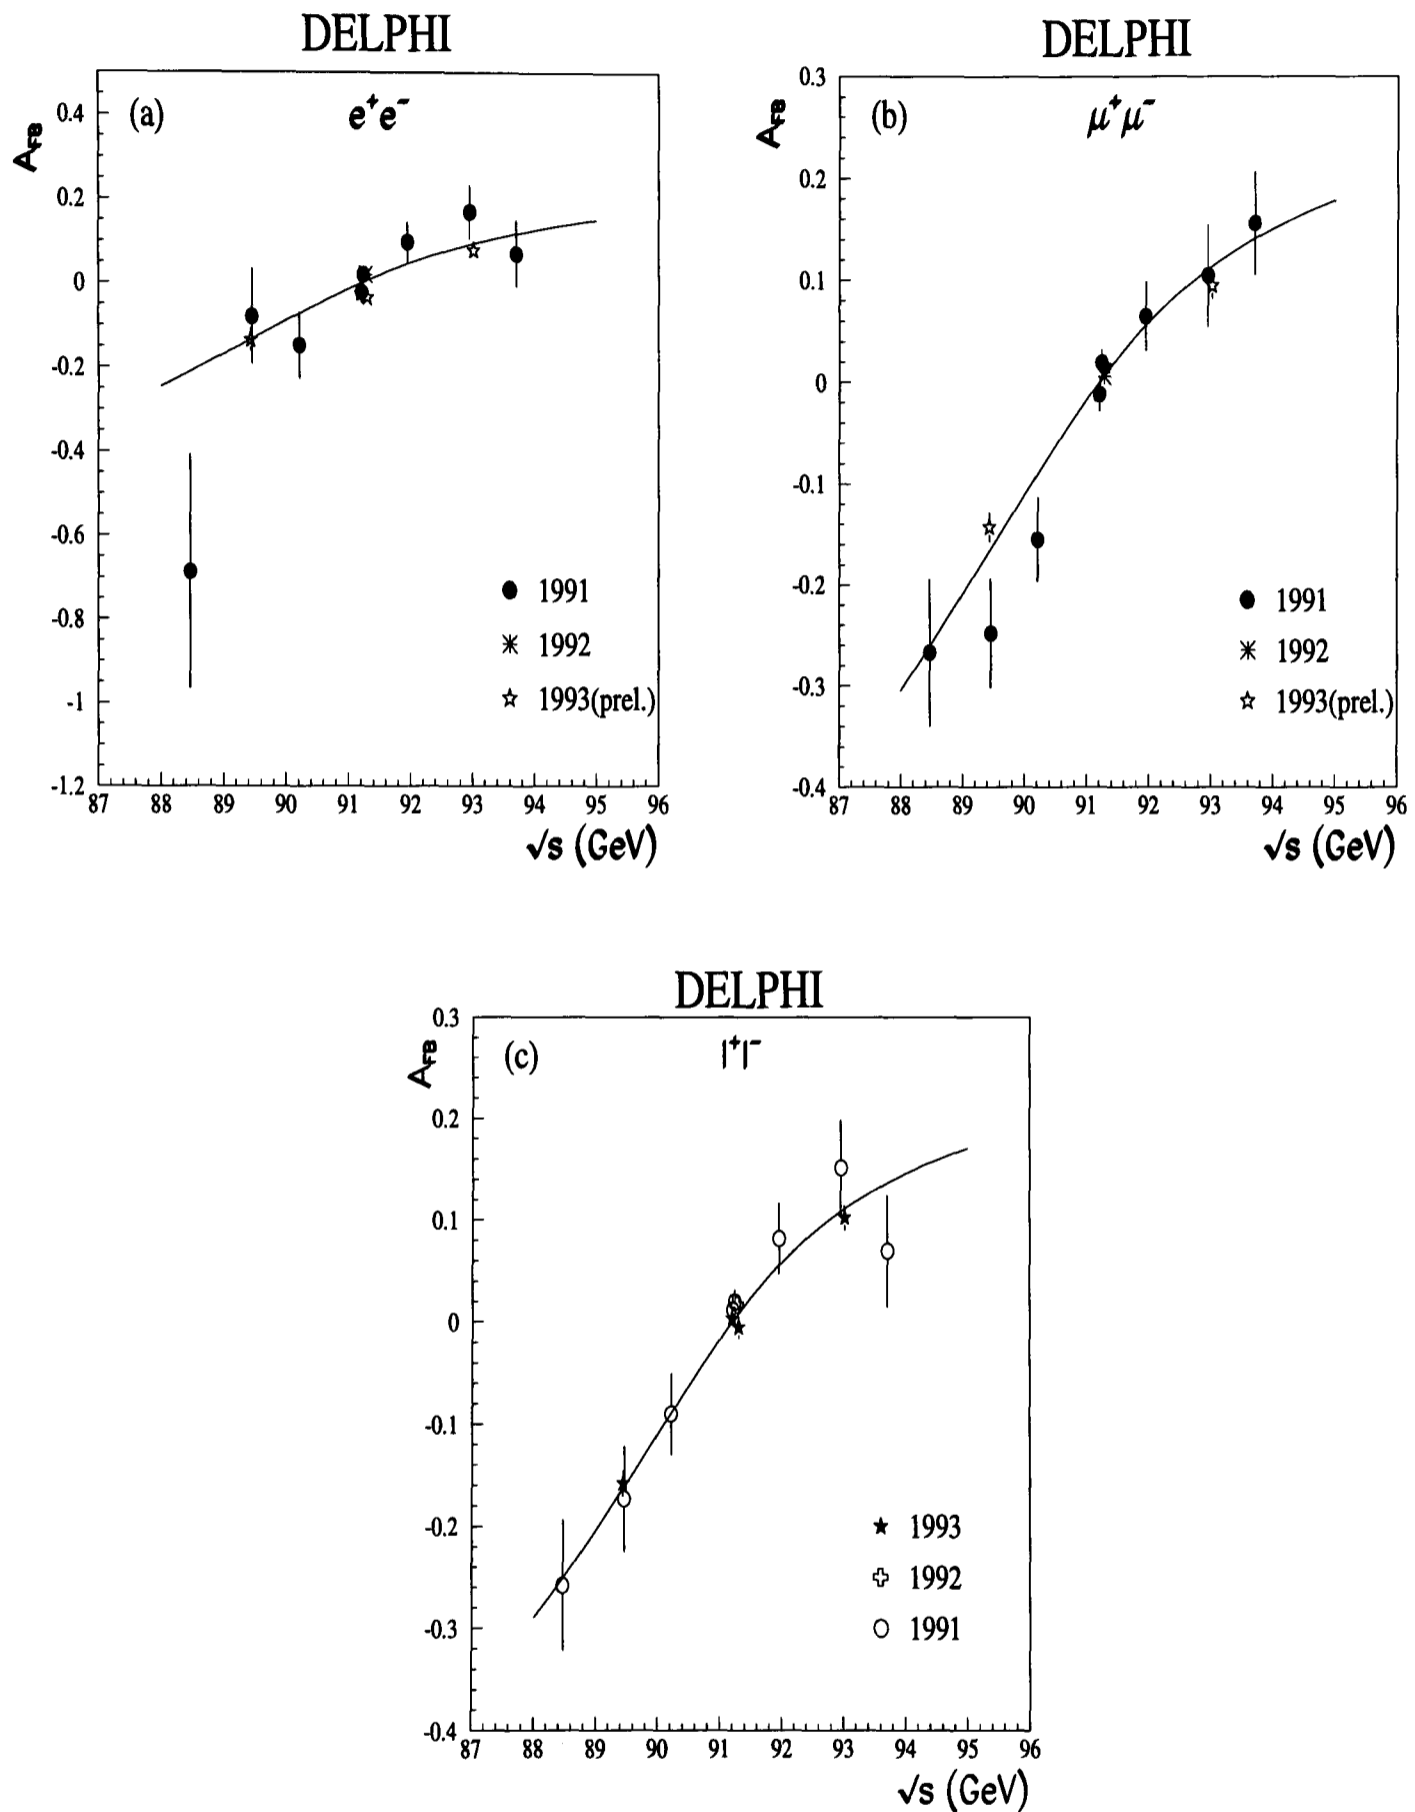 DELPHI
(a) e⁺e⁻
A_FB
0.4
0.2
0
-0.2
-0.4
-0.6
-0.8
-1
-1.2
1991
1992
1993(prel.)
87 88 89 90 91 92 93 94 95 96
√s (GeV)
DELPHI
(b) μ⁺μ⁻
A_FB
0.3
0.2
0.1
0
-0.1
-0.2
-0.3
-0.4
1991
1992
1993(prel.)
87 88 89 90 91 92 93 94 95 96
√s (GeV)
DELPHI
(c) l⁺l⁻
A_FB
0.3
0.2
0.1
0
-0.1
-0.2
-0.3
-0.4
1993
1992
1991
87 88 89 90 91 92 93 94 95 96
√s (GeV)